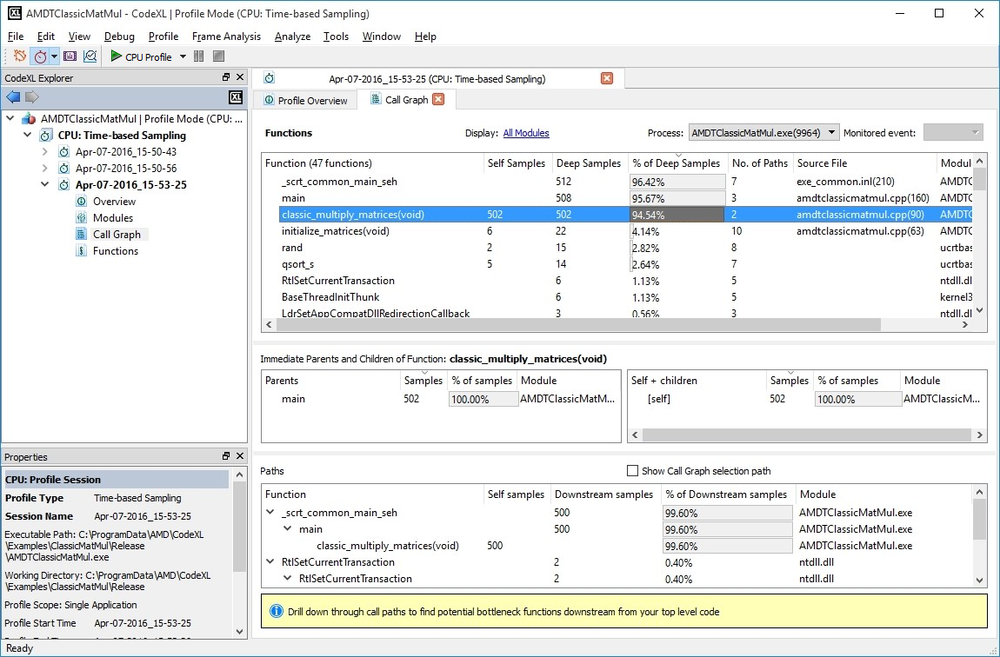 AMDTClassicMatMul - CodeXL | Profile Mode (CPU: Time-based Sampling)
File Edit View Debug Profile Frame Analysis Analyze Tools Window Help
CPU Profile
CodeXL Explorer
XL
AMDTClassicMatMul | Profile Mode (CPU: ...
CPU: Time-based Sampling
Apr-07-2016_15-50-43
Apr-07-2016_15-50-56
Apr-07-2016_15-53-25
Overview
Modules
Call Graph
Functions
Properties
CPU: Profile Session
Profile Type Time-based Sampling
Session Name Apr-07-2016_15-53-25
Executable Path: C:\ProgramData\AMD\CodeXL
\Examples\ClassicMatMul\Release
\AMDTClassicMatMul.exe
Working Directory: C:\ProgramData\AMD\CodeXL
\Examples\ClassicMatMul\Release
Profile Scope: Single Application
Profile Start Time Apr-07-2016_15-53-25
Apr-07-2016_15-53-25 (CPU: Time-based Sampling)
Profile Overview Call Graph
Functions Display: All Modules Process: AMDTClassicMatMul.exe(9964) Monitored event:
Function (47 functions) Self Samples Deep Samples % of Deep Samples No. of Paths Source File Modul
_scrt_common_main_seh 512 96.42% 7 exe_common.inl(210) AMDT
main 508 95.67% 3 amdtclassicmatmul.cpp(160) AMDT
classic_multiply_matrices(void) 502 502 94.54% 2 amdtclassicmatmul.cpp(90) AMDT
initialize_matrices(void) 6 22 4.14% 10 amdtclassicmatmul.cpp(63) AMDT
rand 2 15 2.82% 8 ucrtbas
qsort_s 5 14 2.64% 7 ucrtbas
RtlSetCurrentTransaction 6 1.13% 5 ntdll.dl
BaseThreadInitThunk 6 1.13% 5 kernel3
LdrSetAppCompatDllRedirectionCallback 3 0.56% 3 ntdll.dl
Immediate Parents and Children of Function: classic_multiply_matrices(void)
Parents Samples % of samples Module
main 502 100.00% AMDTClassicMatM...
Self + children Samples % of samples Module
[self] 502 100.00% AMDTClassicM...
Paths Show Call Graph selection path
Function Self samples Downstream samples % of Downstream samples Module
_scrt_common_main_seh 500 99.60% AMDTClassicMatMul.exe
main 500 99.60% AMDTClassicMatMul.exe
classic_multiply_matrices(void) 500 99.60% AMDTClassicMatMul.exe
RtlSetCurrentTransaction 2 0.40% ntdll.dll
RtlSetCurrentTransaction 2 0.40% ntdll.dll
Drill down through call paths to find potential bottleneck functions downstream from your top level code
Ready